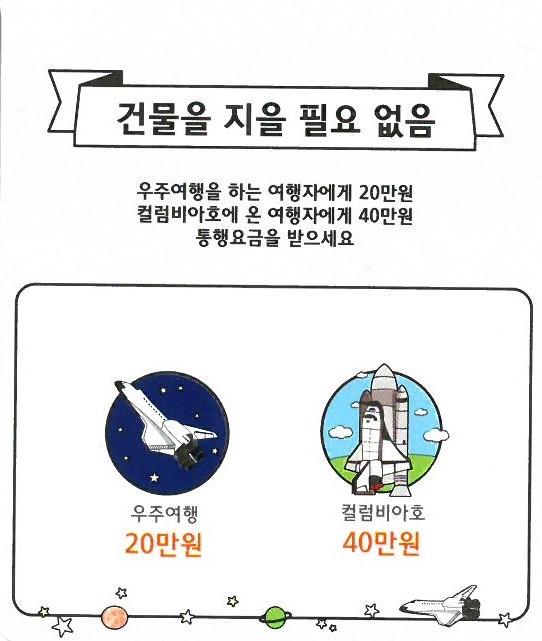 건물을 지을 필요 없음
우주여행을 하는 여행자에게 20만원
컬럼비아호에 온 여행자에게 40만원
통행요금을 받으세요
우주여행
20만원
컬럼비아호
40만원